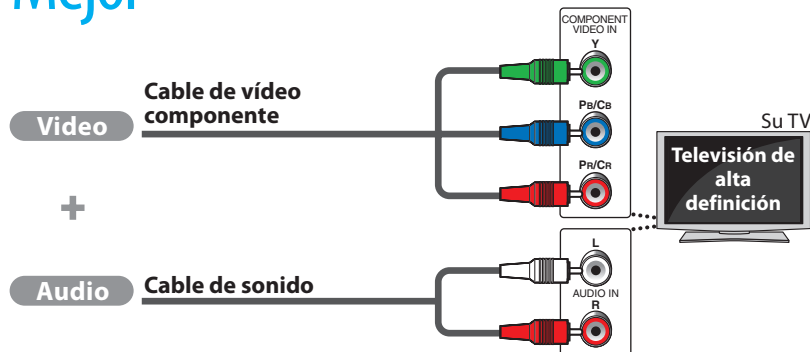 Mejor
COMPONENT
VIDEO IN
Y
Cable de vídeo
componente
Video
PB/CB
Su TV
Televisión de
alta
definición
PR/CR
+
L
Audio
Cable de sonido
AUDIO IN
R